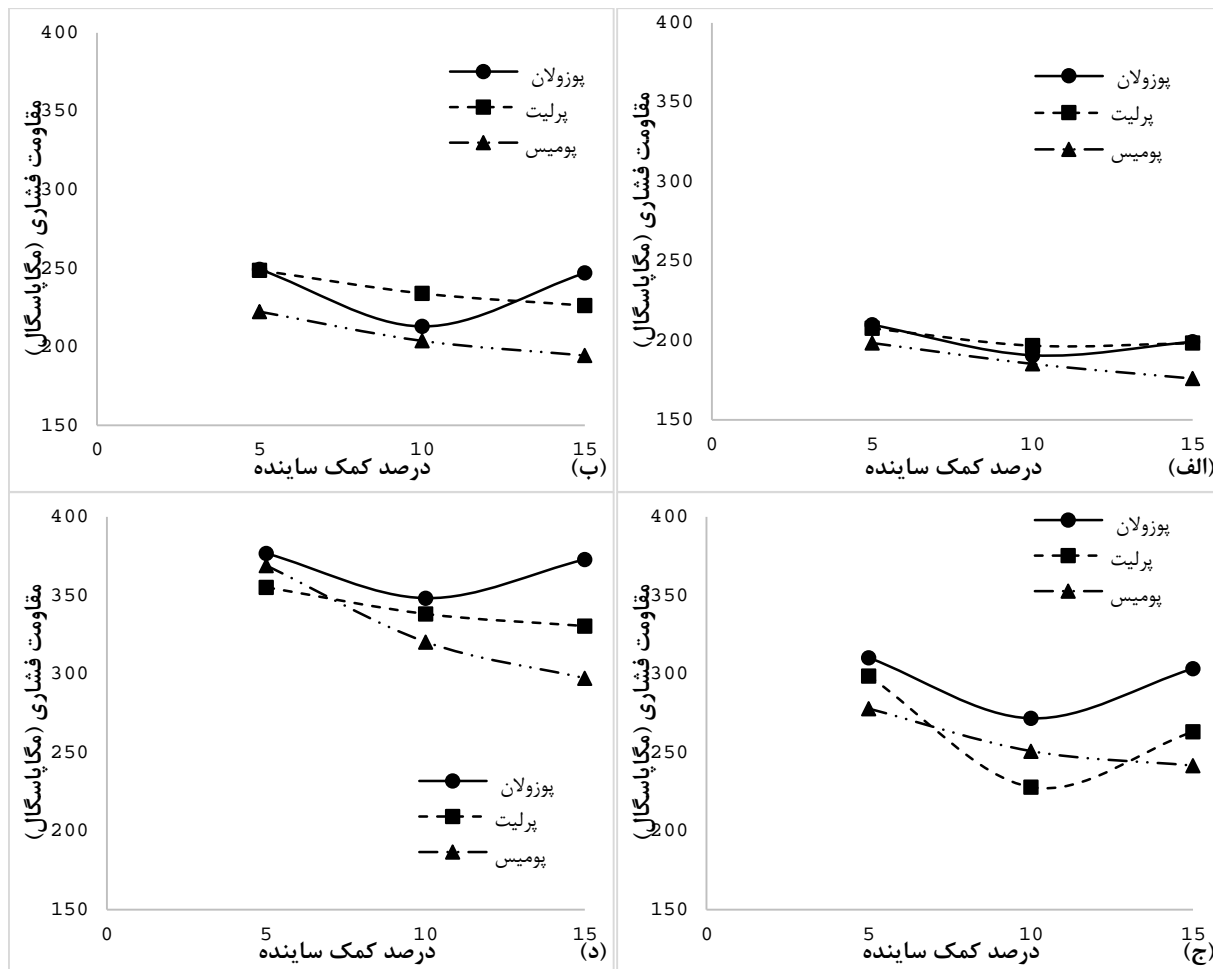 400
350
300
250
200
150
0
5
10
15
مقاومت فشاری (مگاپاسگال)
درصد کمک ساینده
(الف)
پوزولان
پرلیت
پومیس
400
350
300
250
200
150
0
5
10
15
مقاومت فشاری (مگاپاسگال)
درصد کمک ساینده
(ب)
پوزولان
پرلیت
پومیس
400
350
300
250
200
150
0
5
10
15
مقاومت فشاری (مگاپاسگال)
درصد کمک ساینده
(ج)
پوزولان
پرلیت
پومیس
400
350
300
250
200
150
0
5
10
15
مقاومت فشاری (مگاپاسگال)
درصد کمک ساینده
(د)
پوزولان
پرلیت
پومیس